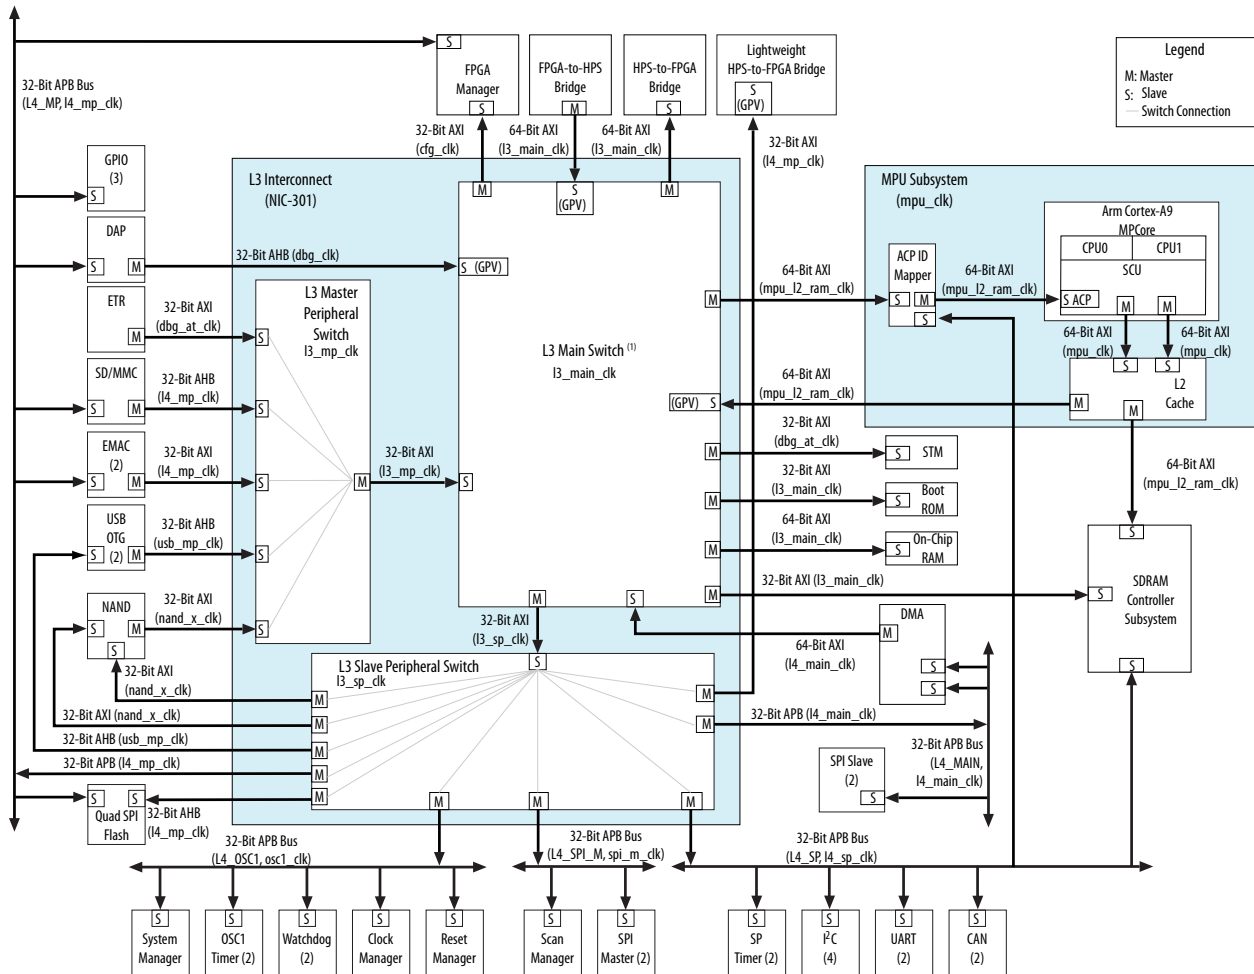 32-Bit APB Bus
(L4_MP, l4_mp_clk)
S
FPGA
Manager
S
FPGA-to-HPS
Bridge
M
HPS-to-FPGA
Bridge
S
Lightweight
HPS-to-FPGA Bridge
S
(GPV)
Legend
M: Master
S: Slave
Switch Connection
32-Bit AXI
(cfg_clk)
64-Bit AXI
(l3_main_clk)
64-Bit AXI
(l3_main_clk)
32-Bit AXI
(l4_mp_clk)
GPIO
(3)
S
DAP
S
M
32-Bit AHB (dbg_clk)
ETR
M
32-Bit AXI
(dbg_at_clk)
SD/MMC
S
M
32-Bit AHB
(l4_mp_clk)
EMAC
(2)
S
M
32-Bit AXI
(l4_mp_clk)
USB
OTG
(2)
S
M
32-Bit AHB
(usb_mp_clk)
NAND
S
M
S
32-Bit AXI
(nand_x_clk)
32-Bit AXI
(nand_x_clk)
32-Bit AXI (nand_x_clk)
32-Bit AHB (usb_mp_clk)
32-Bit APB (l4_mp_clk)
S
S
Quad SPI
Flash
32-Bit AHB
(l4_mp_clk)
L3 Interconnect
(NIC-301)
L3 Master
Peripheral
Switch
l3_mp_clk
S
S
S
S
S
M
32-Bit AXI
(l3_mp_clk)
M
S
(GPV)
M
S (GPV)
L3 Main Switch (1)
l3_main_clk
S
M
(GPV) S
M
M
M
M
M
S
32-Bit AXI
(l3_sp_clk)
L3 Slave Peripheral Switch
l3_sp_clk
S
M
M
M
M
M
M
M
M
M
M
MPU Subsystem
(mpu_clk)
Arm Cortex-A9
MPCore
CPU0
CPU1
SCU
S ACP
M
M
ACP ID
Mapper
S
M
S
64-Bit AXI
(mpu_l2_ram_clk)
64-Bit AXI
(mpu_l2_ram_clk)
64-Bit AXI
(mpu_clk)
64-Bit AXI
(mpu_clk)
S
S
L2
Cache
M
M
64-Bit AXI
(mpu_l2_ram_clk)
32-Bit AXI
(dbg_at_clk)
S
STM
32-Bit AXI
(l3_main_clk)
S
Boot
ROM
64-Bit AXI
(l3_main_clk)
S
On-Chip
RAM
32-Bit AXI (l3_main_clk)
64-Bit AXI
(mpu_l2_ram_clk)
S
S
SDRAM
Controller
Subsystem
S
DMA
M
S
S
64-Bit AXI
(l4_main_clk)
32-Bit APB (l4_main_clk)
32-Bit APB Bus
(L4_MAIN,
l4_main_clk)
SPI Slave
(2)
S
32-Bit APB Bus
(L4_OSC1, osc1_clk)
32-Bit APB Bus
(L4_SPI_M, spi_m_clk)
32-Bit APB Bus
(L4_SP, l4_sp_clk)
S
System
Manager
S
OSC1
Timer (2)
S
Watchdog
(2)
S
Clock
Manager
S
Reset
Manager
S
Scan
Manager
S
SPI
Master (2)
S
SP
Timer (2)
S
I2C
(4)
S
UART
(2)
S
CAN
(2)